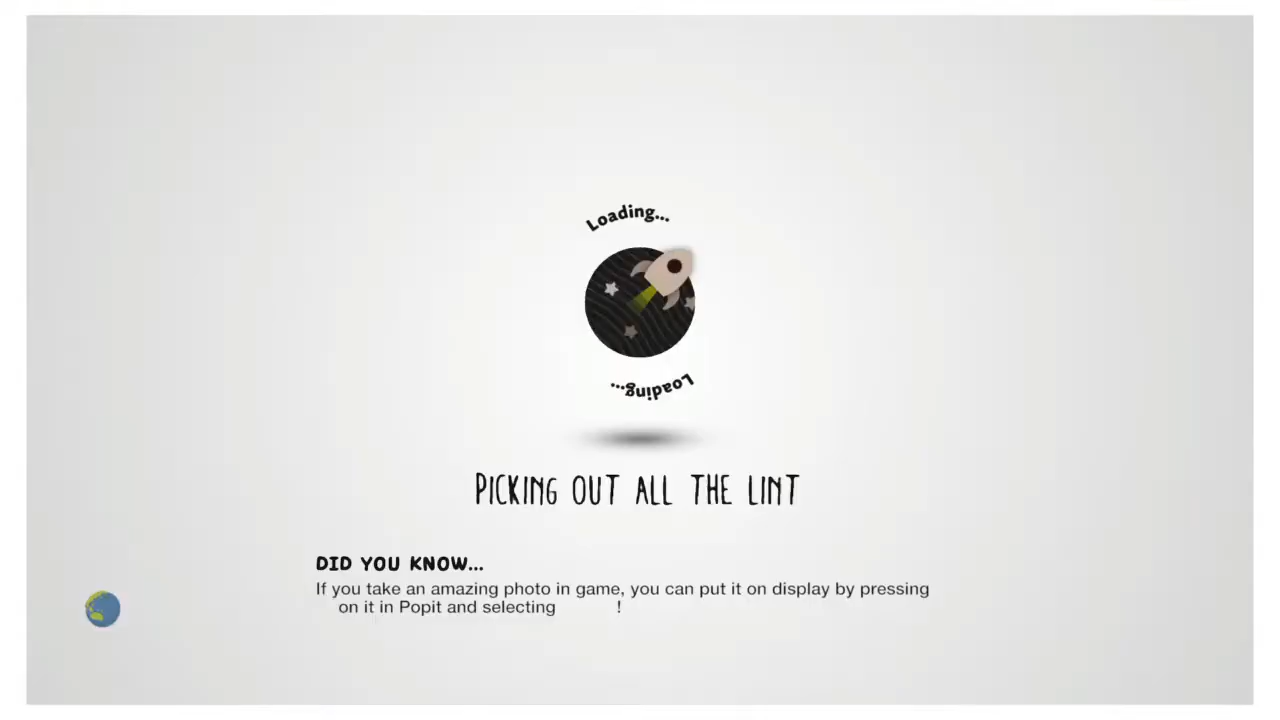 Loading...
Loading...
PICKING OUT ALL THE LINT
DID YOU KNOW...
If you take an amazing photo in game, you can put it on display by pressing
on it in Popit and selecting !